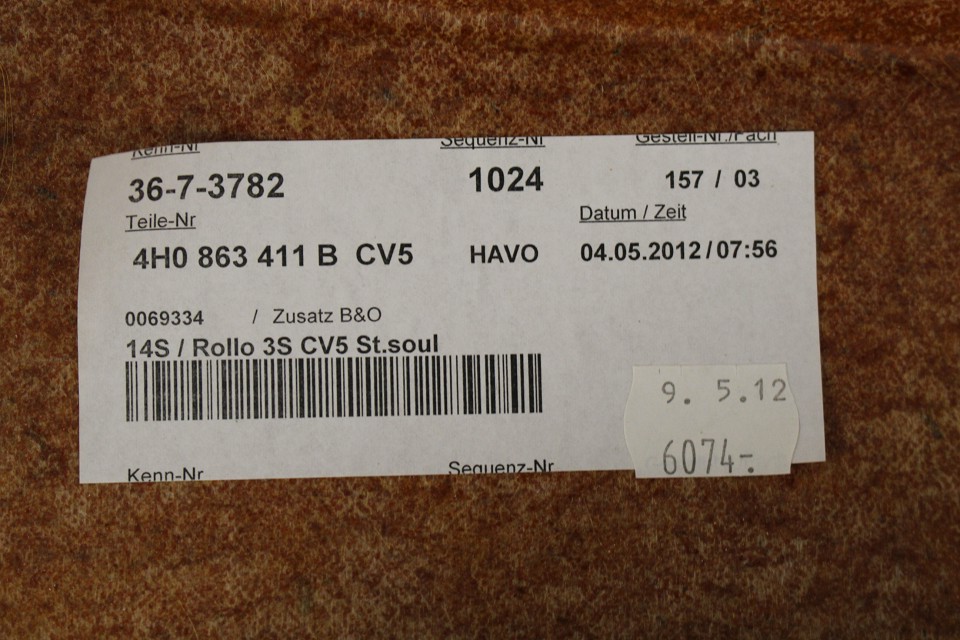 Kenn-Nr Sequenz-Nr Gestell-Nr./Fach
36-7-3782 1024 157 / 03
Teile-Nr Datum / Zeit
4H0 863 411 B CV5 HAVO 04.05.2012/07:56
0069334 / Zusatz B&O
14S / Rollo 3S CV5 St.soul
9. 5.12
6074-.
Kenn-Nr Sequenz-Nr